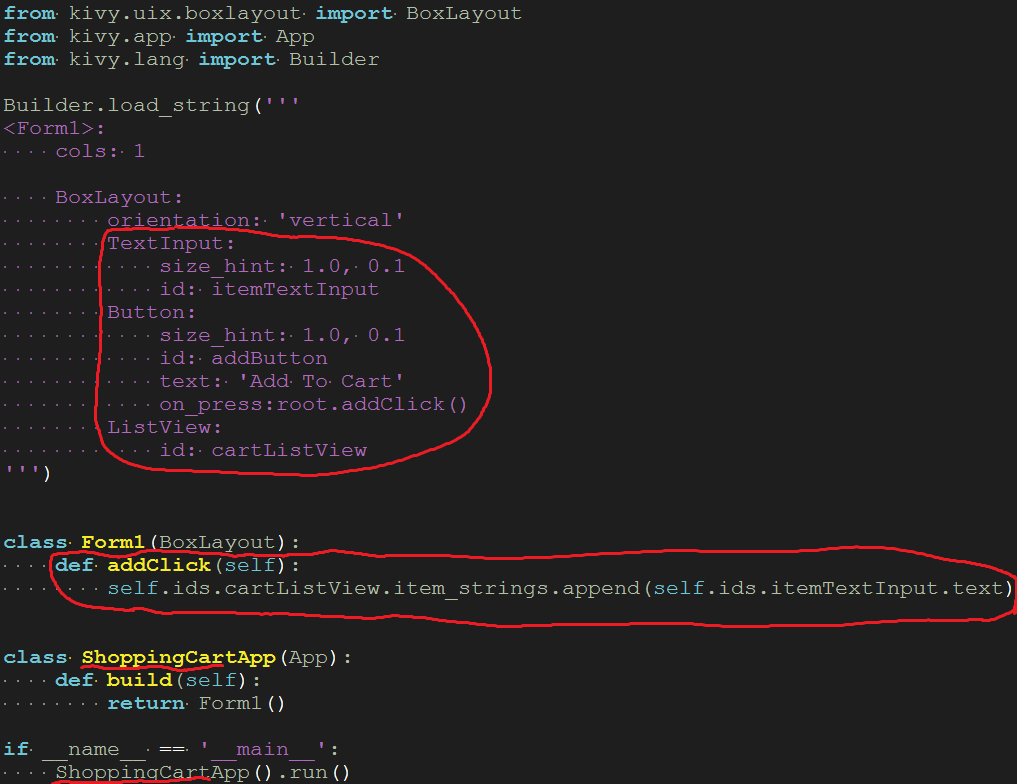 from kivy.uix.boxlayout import BoxLayout
from kivy.app import App
from kivy.lang import Builder

Builder.load_string('''
<Form1>:
    cols: 1

    BoxLayout:
        orientation: 'vertical'
        TextInput:
            size_hint: 1.0, 0.1
            id: itemTextInput
        Button:
            size_hint: 1.0, 0.1
            id: addButton
            text: 'Add To Cart'
            on_press:root.addClick()
        ListView:
            id: cartListView
''')

class Form1(BoxLayout):
    def addClick(self):
        self.ids.cartListView.item_strings.append(self.ids.itemTextInput.text)

class ShoppingCartApp(App):
    def build(self):
        return Form1()

if __name__ == '__main__':
    ShoppingCartApp().run()